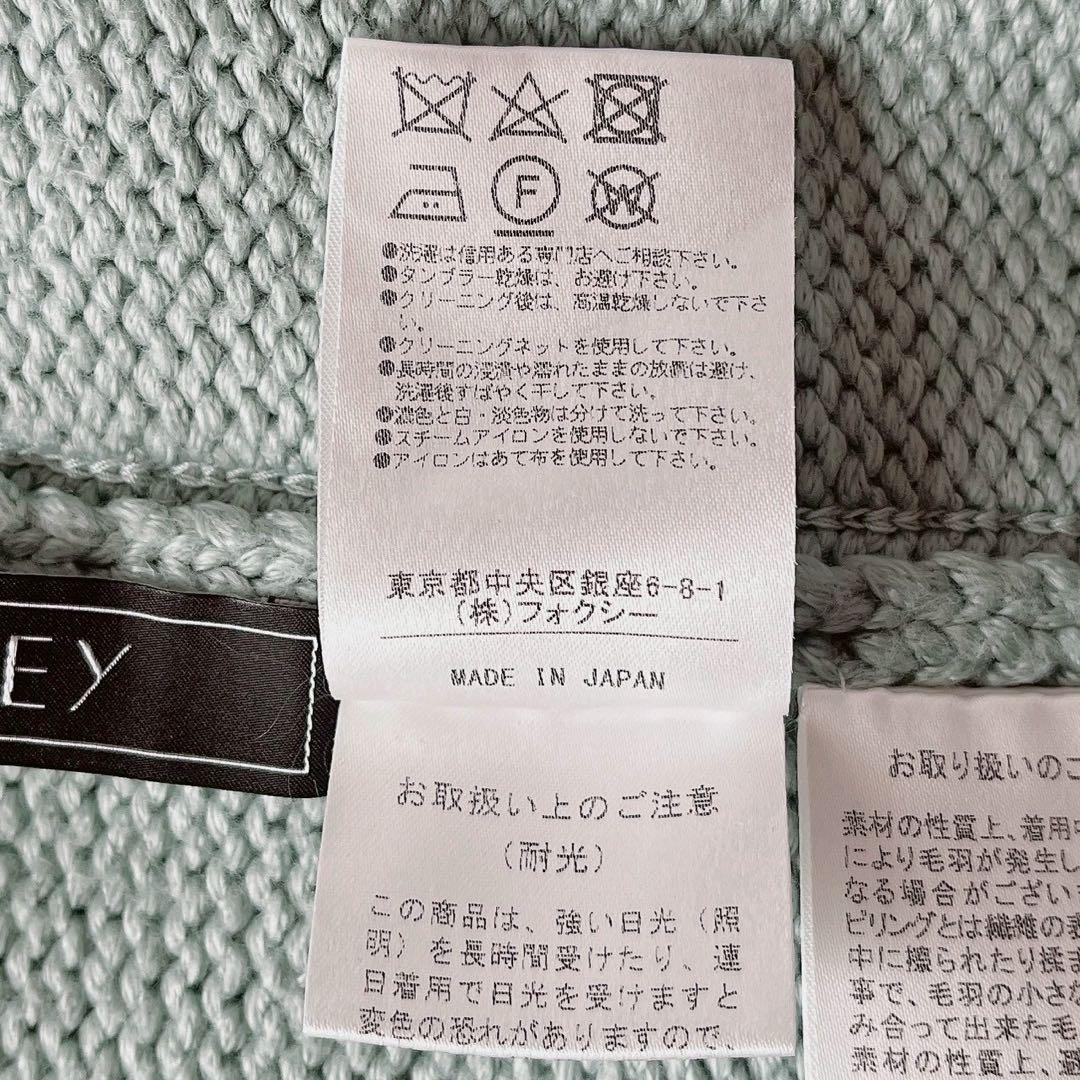 F
W
●洗濯は信用ある専門店へご相談下さい。
●タンブラー乾燥は、お避け下さい。
●クリーニング後は、高温乾燥しないで下さ
い。
●クリーニングネットを使用して下さい。
●長時間の浸漬や濡れたままの放置は避け、
洗濯後すばやく干して下さい。
●濃色と白・淡色物は分けて洗って下さい。
●スチームアイロンを使用しないで下さい。
●アイロンはあて布を使用して下さい。
東京都中央区銀座6-8-1
(株)フォクシー
MADE IN JAPAN
EY
お取扱い上のご注意
(耐光)
この商品は、強い日光(照
明)を長時間受けたり、連
日着用で日光を受けますと
変色の恐れがありますので、
お取り扱いのご
素材の性質上、着用中
により毛羽が発生し
なる場合がござい
ピリングとは繊維の表
中に擦られたり揉ま
事で、毛羽の小さな
み合って出来た毛
素材の性質上、